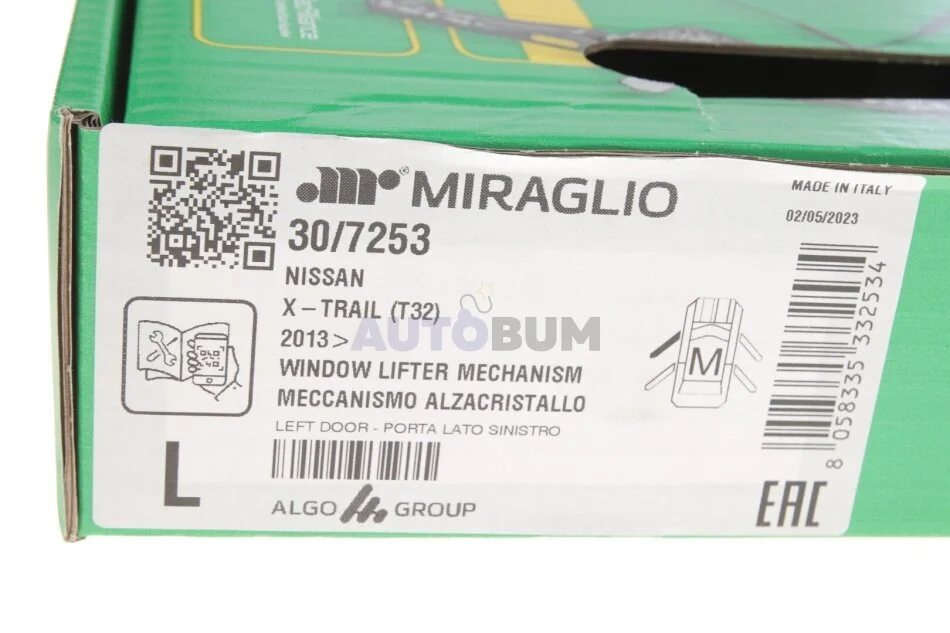 MIRAGLIO
MADE IN ITALY
30/7253
02/05/2023
NISSAN
X-TRAIL (T32)
2013>
AUTOBUM
WINDOW LIFTER MECHANISM
MECCANISMO ALZACRISTALLO
LEFT DOOR - PORTA LATO SINISTRO
L
M
8 058335 332534
ALGO GROUP
EAC